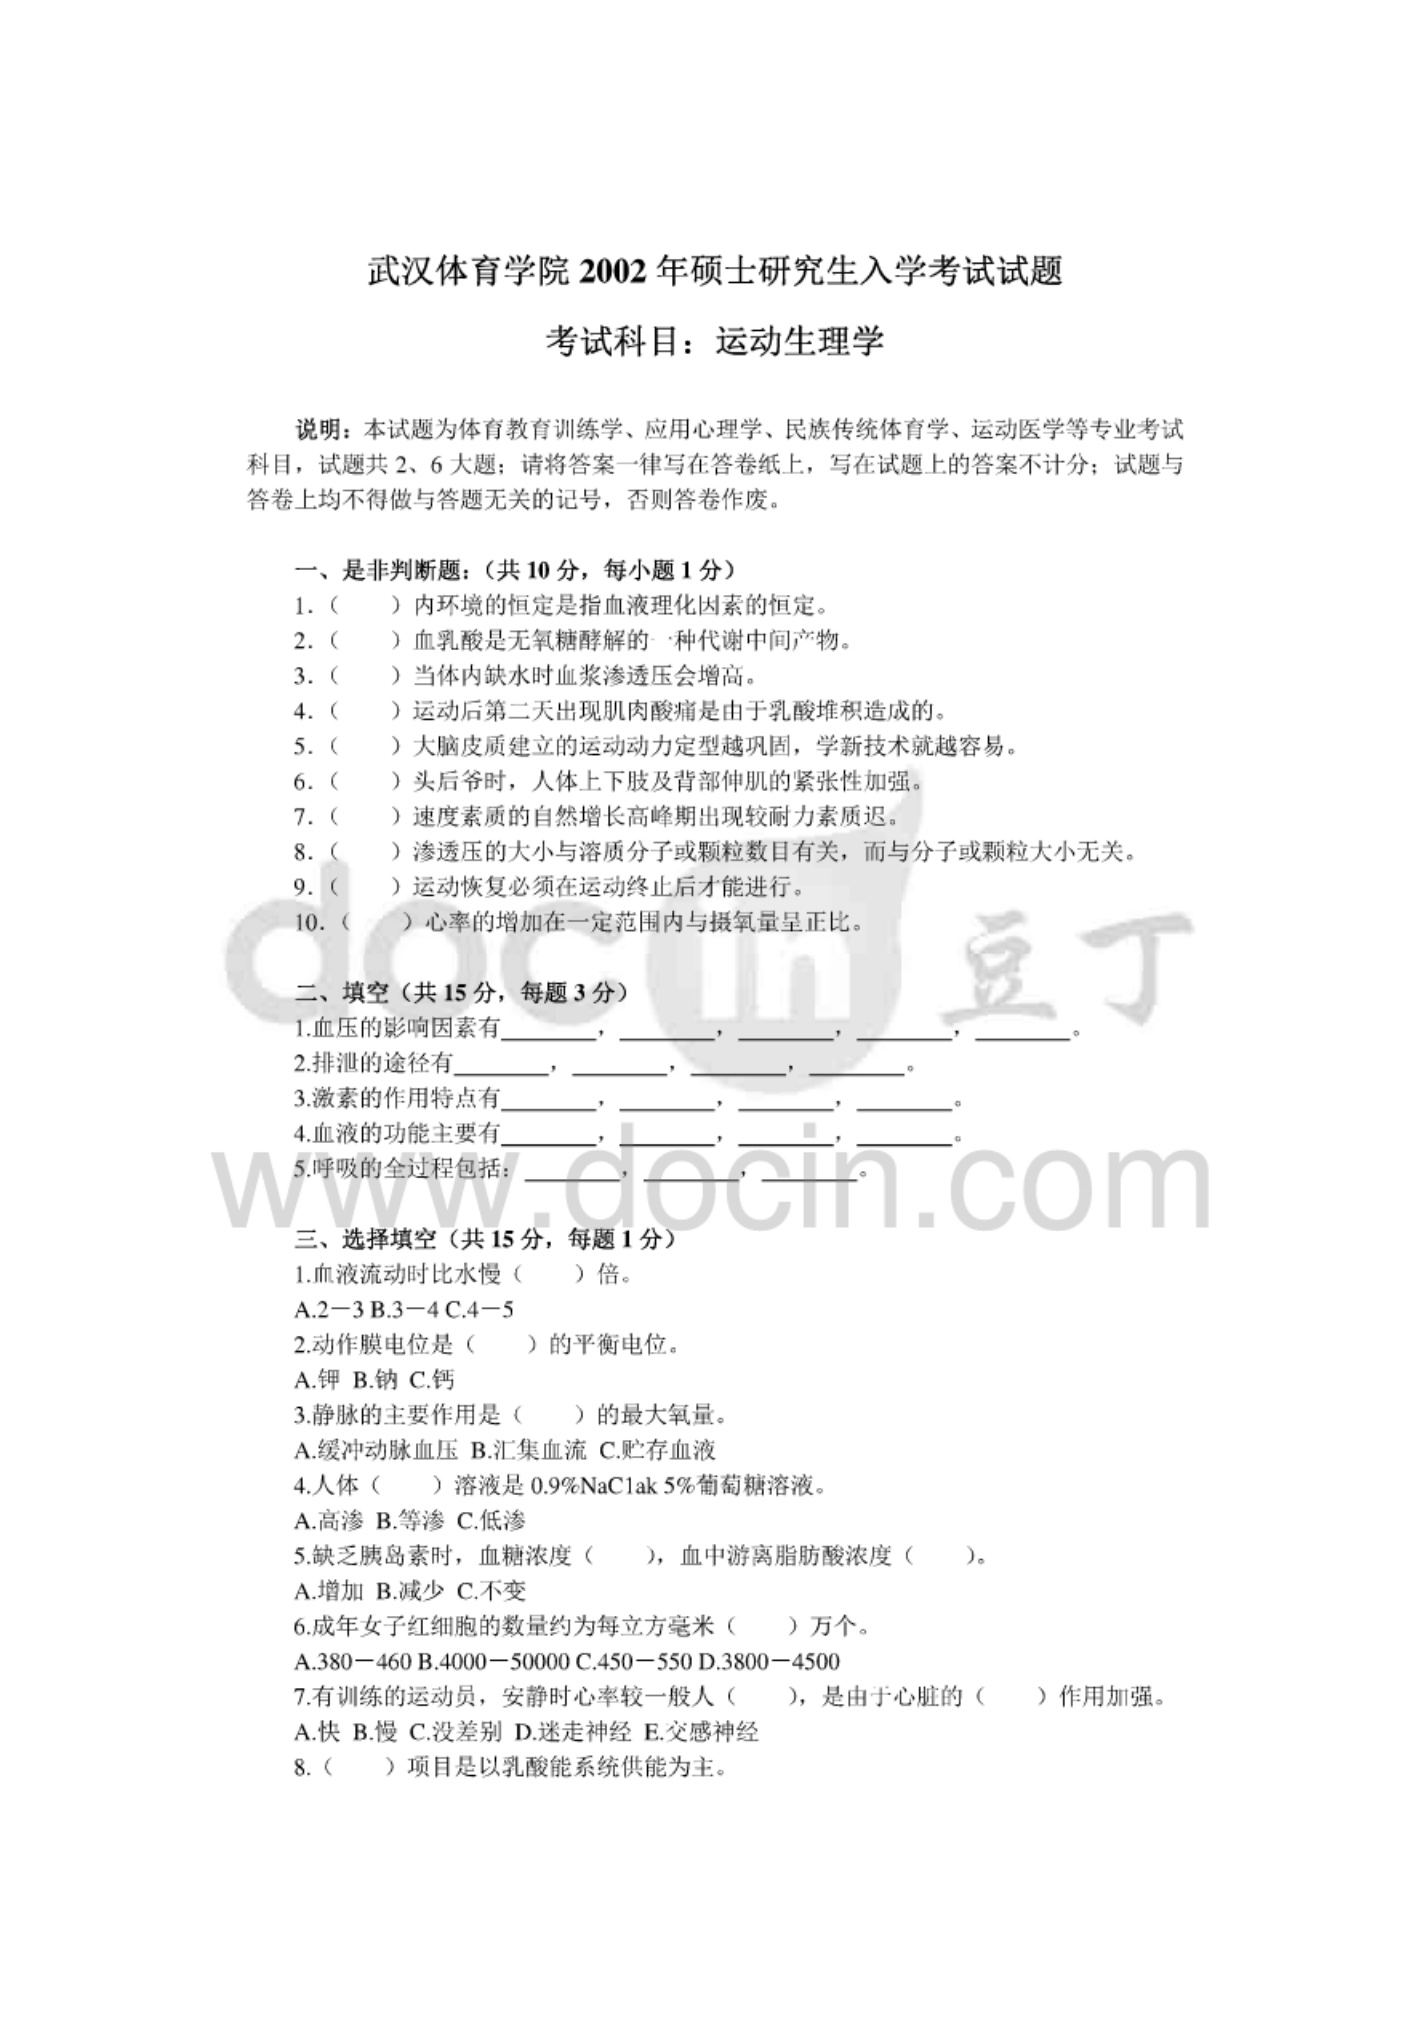 武汉体育学院 2002 年硕士研究生入学考试试题
考试科目：运动生理学
说明：本试题为体育教育训练学、应用心理学、民族传统体育学、运动医学等专业考试
科目，试题共 2、6 大题；请将答案一律写在答卷纸上，写在试题上的答案不计分；试题与
答卷上均不得做与答题无关的记号，否则答卷作废。
一、是非判断题：（共 10 分，每小题 1 分）
1.（　　）内环境的恒定是指血液理化因素的恒定。
2.（　　）血乳酸是无氧糖酵解的一种代谢中间产物。
3.（　　）当体内缺水时血浆渗透压会增高。
4.（　　）运动后第二天出现肌肉酸痛是由于乳酸堆积造成的。
5.（　　）大脑皮质建立的运动动力定型越巩固，学新技术就越容易。
6.（　　）头后爷时，人体上下肢及背部伸肌的紧张性加强。
7.（　　）速度素质的自然增长高峰期出现较耐力素质迟。
8.（　　）渗透压的大小与溶质分子或颗粒数目有关，而与分子或颗粒大小无关。
9.（　　）运动恢复必须在运动终止后才能进行。
10.（　　）心率的增加在一定范围内与摄氧量呈正比。
二、填空（共 15 分，每题 3 分）
1.血压的影响因素有________，________，________，________，________。
2.排泄的途径有________，________，________，________。
3.激素的作用特点有________，________，________，________。
4.血液的功能主要有________，________，________，________。
5.呼吸的全过程包括：________，________，________。
三、选择填空（共 15 分，每题 1 分）
1.血液流动时比水慢（　　）倍。
A.2－3 B.3－4 C.4－5
2.动作膜电位是（　　）的平衡电位。
A.钾 B.钠 C.钙
3.静脉的主要作用是（　　）的最大氧量。
A.缓冲动脉血压 B.汇集血流 C.贮存血液
4.人体（　　）溶液是 0.9%NaC1ak 5%葡萄糖溶液。
A.高渗 B.等渗 C.低渗
5.缺乏胰岛素时，血糖浓度（　　），血中游离脂肪酸浓度（　　）。
A.增加 B.减少 C.不变
6.成年女子红细胞的数量约为每立方毫米（　　）万个。
A.380－460 B.4000－50000 C.450－550 D.3800－4500
7.有训练的运动员，安静时心率较一般人（　　），是由于心脏的（　　）作用加强。
A.快 B.慢 C.没差别 D.迷走神经 E.交感神经
8.（　　）项目是以乳酸能系统供能为主。
docin 豆丁
www.docin.com